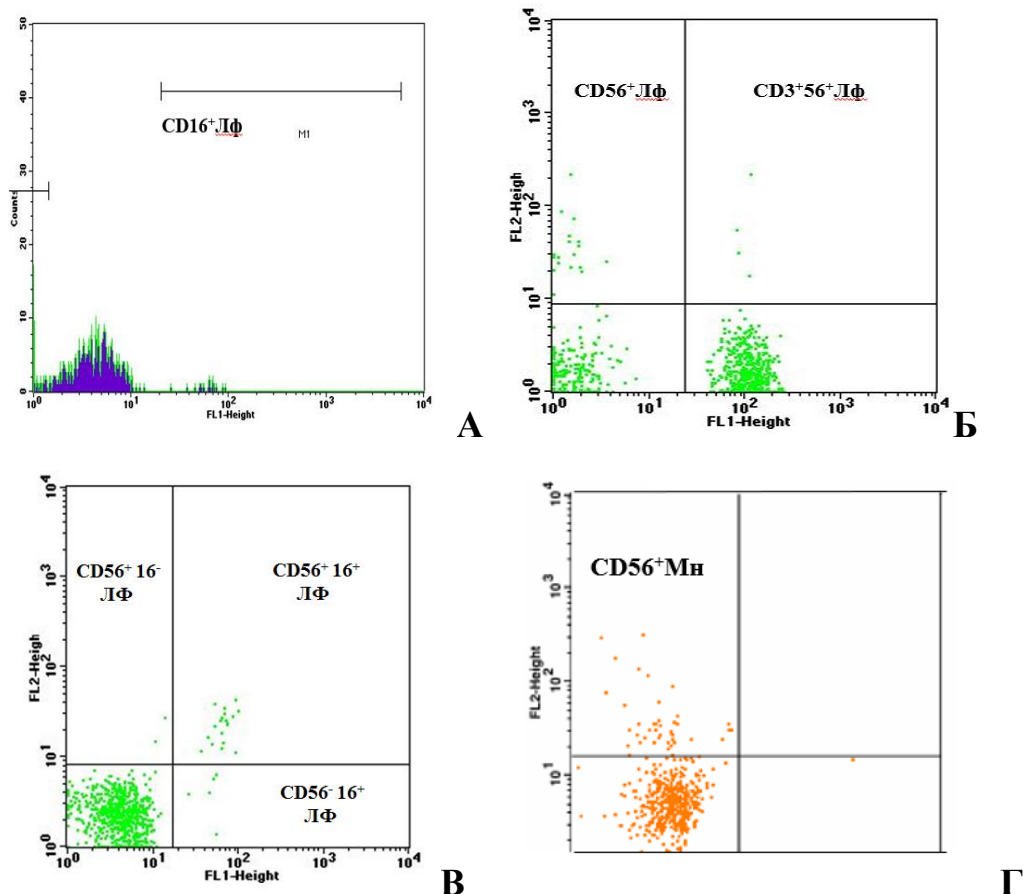 50
40
30
20
10
0
Counts
CD16⁺Лф
M1
10⁰ 10¹ 10² 10³ 10⁴
FL1-Height
А
10⁴
10³
10²
10¹
10⁰
FL2-Heigh
CD56⁺Лф CD3⁺56⁺Лф
10⁰ 10¹ 10² 10³ 10⁴
FL1-Height
Б
10⁴
10³
10²
10¹
10⁰
FL2-Heigh
CD56⁺ 16⁻
ЛФ
CD56⁺ 16⁺
ЛФ
CD56⁻ 16⁺
ЛФ
10⁰ 10¹ 10² 10³ 10⁴
FL1-Height
В
10⁴
10³
10²
10¹
FL2-Height
CD56⁺Мн
Г